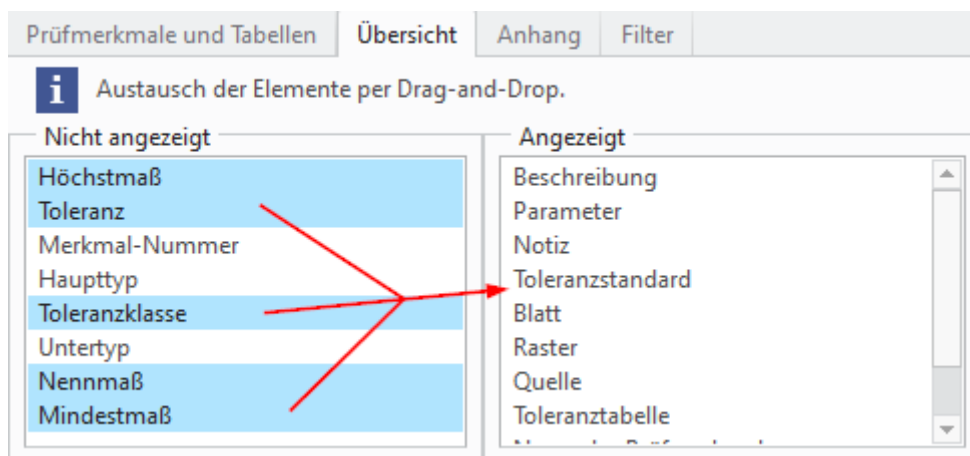 Prüfmerkmale und Tabellen Übersicht Anhang Filter
i Austausch der Elemente per Drag-and-Drop.
Nicht angezeigt
Höchstmaß
Toleranz
Merkmal-Nummer
Haupttyp
Toleranzklasse
Untertyp
Nennmaß
Mindestmaß
Angezeigt
Beschreibung
Parameter
Notiz
Toleranzstandard
Blatt
Raster
Quelle
Toleranztabelle